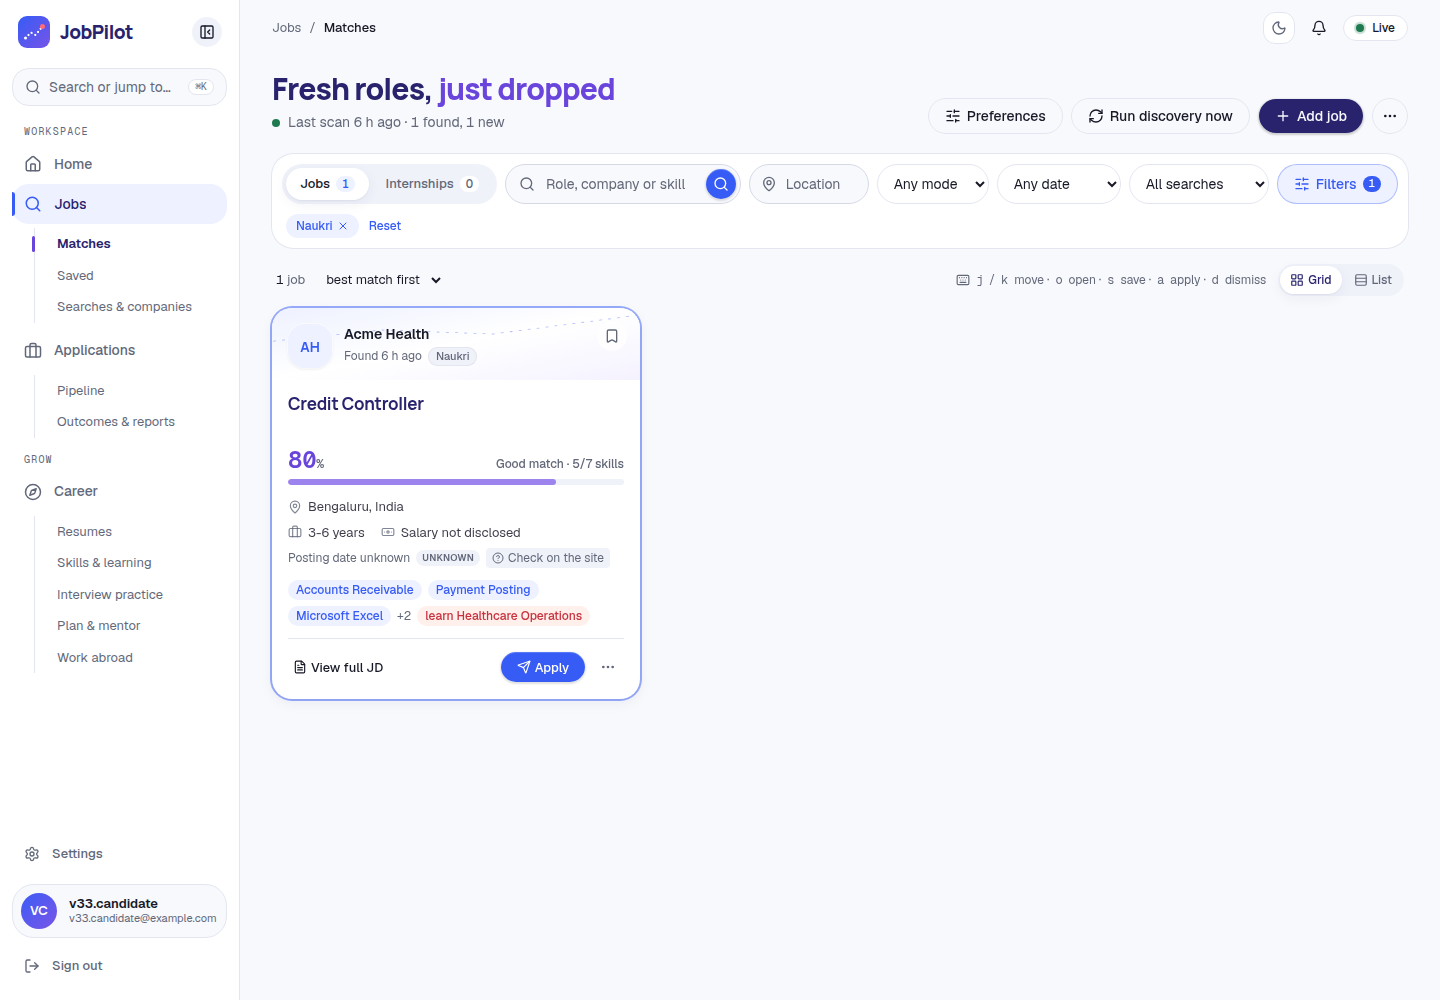 JobPilot
Search or jump to...
⌘K
WORKSPACE
Home
Jobs
Matches
Saved
Searches & companies
Applications
Pipeline
Outcomes & reports
GROW
Career
Resumes
Skills & learning
Interview practice
Plan & mentor
Work abroad
Settings
VC
v33.candidate
v33.candidate@example.com
Sign out
Jobs / Matches
Live
Fresh roles, just dropped
Last scan 6 h ago · 1 found, 1 new
Preferences
Run discovery now
Add job
Jobs 1
Internships 0
Role, company or skill
Location
Any mode
Any date
All searches
Filters 1
Naukri
Reset
1 job
best match first
j / k move · o open · s save · a apply · d dismiss
Grid
List
AH
Acme Health
Found 6 h ago Naukri
Credit Controller
80%
Good match · 5/7 skills
Bengaluru, India
3-6 years
Salary not disclosed
Posting date unknown UNKNOWN Check on the site
Accounts Receivable Payment Posting
Microsoft Excel +2 learn Healthcare Operations
View full JD
Apply